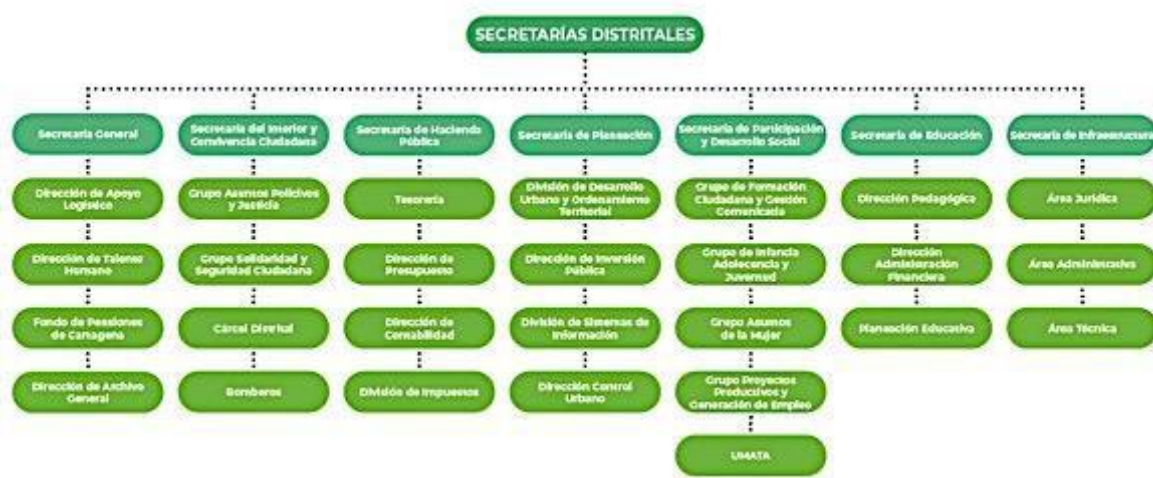 SECRETARÍAS DISTRITALES
Secretaría General
Secretaría del Interior y
Convivencia Ciudadana
Secretaría de Hacienda
Pública
Secretaría de Planeación
Secretaría de Participación
y Desarrollo Social
Secretaría de Educación
Secretaría de Infraestructura
Dirección de Apoyo
Logístico
Grupo Asuntos Policivos
y Justicia
Tesorería
División de Desarrollo
Urbano y Ordenamiento
Territorial
Grupo de Formación
Ciudadana y Gestión
Comunicada
Dirección Pedagógica
Área Jurídica
Dirección de Talento
Humano
Grupo Solidaridad y
Seguridad Ciudadana
Dirección de
Presupuesto
Dirección de Inversión
Pública
Grupo de Infancia
Adolecencia y
Juventud
Dirección
Administración
Financiera
Área Administrativa
Fondo de Pensiones
de Cartagena
Cárcel Distrital
Dirección de
Contabilidad
División de Sistemas de
Información
Grupo Asuntos
de la Mujer
Planeación Educativa
Área Técnica
Dirección de Archivo
General
Bomberos
División de Impuestos
Dirección Control
Urbano
Grupo Proyectos
Productivos y
Generación de Empleo
UMATA